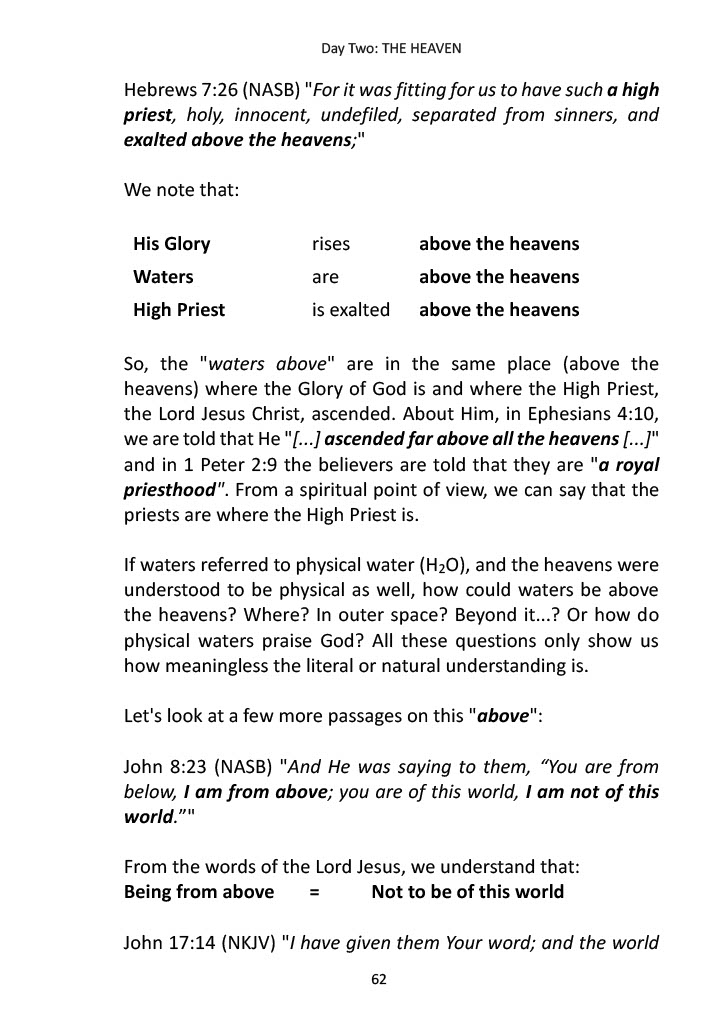 Day Two: THE HEAVEN
Hebrews 7:26 (NASB) "For it was fitting for us to have such a high
priest, holy, innocent, undefiled, separated from sinners, and
exalted above the heavens;"
We note that:
His Glory rises above the heavens
Waters are above the heavens
High Priest is exalted above the heavens
So, the "waters above" are in the same place (above the
heavens) where the Glory of God is and where the High Priest,
the Lord Jesus Christ, ascended. About Him, in Ephesians 4:10,
we are told that He "[...] ascended far above all the heavens [...]"
and in 1 Peter 2:9 the believers are told that they are "a royal
priesthood". From a spiritual point of view, we can say that the
priests are where the High Priest is.
If waters referred to physical water (H₂O), and the heavens were
understood to be physical as well, how could waters be above
the heavens? Where? In outer space? Beyond it...? Or how do
physical waters praise God? All these questions only show us
how meaningless the literal or natural understanding is.
Let's look at a few more passages on this "above":
John 8:23 (NASB) "And He was saying to them, “You are from
below, I am from above; you are of this world, I am not of this
world.”"
From the words of the Lord Jesus, we understand that:
Being from above = Not to be of this world
John 17:14 (NKJV) "I have given them Your word; and the world
62